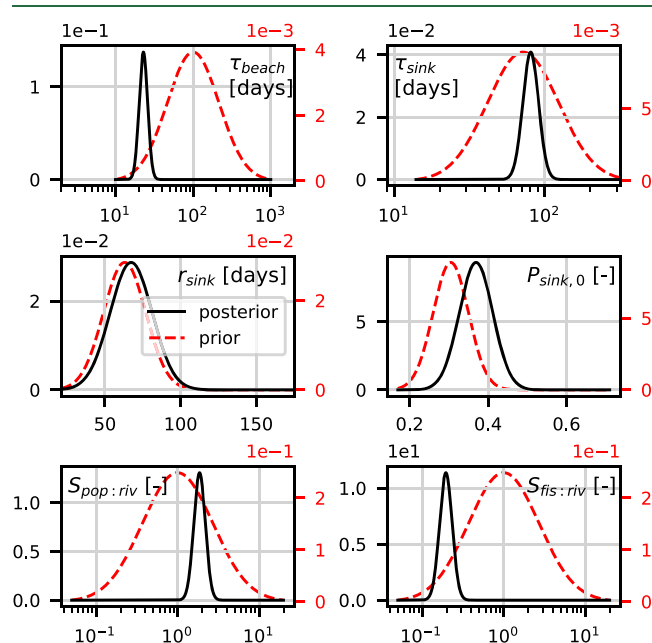 1e−1 1e−3 1e−2 1e−3
τbeach [days] τsink [days]
1 4 4
2 2 5
0 0 0 0
10¹ 10² 10³ 10¹ 10²
1e−2 1e−2
rsink [days] Psink,0 [-]
posterior
prior
2 2 5 5
0 0 0 0
50 100 150 0.2 0.4 0.6
1e−1 1e1 1e−1
Spop:riv [-] Sfis:riv [-]
1.0 2 1.0 2
0.5 1 0.5 1
0.0 0 0.0 0
10⁻¹ 10⁰ 10¹ 10⁻¹ 10⁰ 10¹